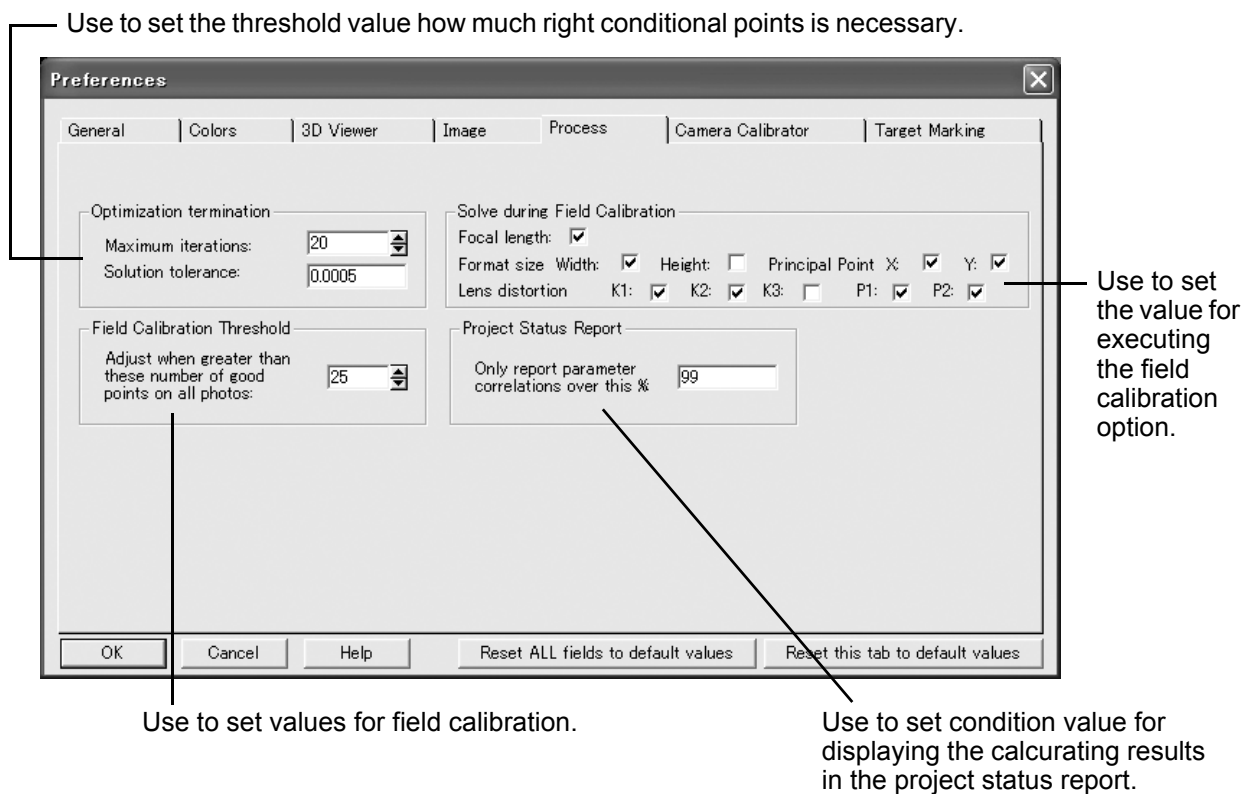 Use to set the threshold value how much right conditional points is necessary.
Preferences
General Colors 3D Viewer Image Process Camera Calibrator Target Marking
Optimization termination
Maximum iterations: 20
Solution tolerance: 0.0005
Solve during Field Calibration
Focal length:
Format size Width: Height: Principal Point X: Y:
Lens distortion K1: K2: K3: P1: P2:
Use to set
the value for
executing
the field
calibration
option.
Field Calibration Threshold
Adjust when greater than
these number of good
points on all photos:
25
Project Status Report
Only report parameter
correlations over this %
99
OK Cancel Help Reset ALL fields to default values Reset this tab to default values
Use to set values for field calibration.
Use to set condition value for
displaying the calcurating results
in the project status report.